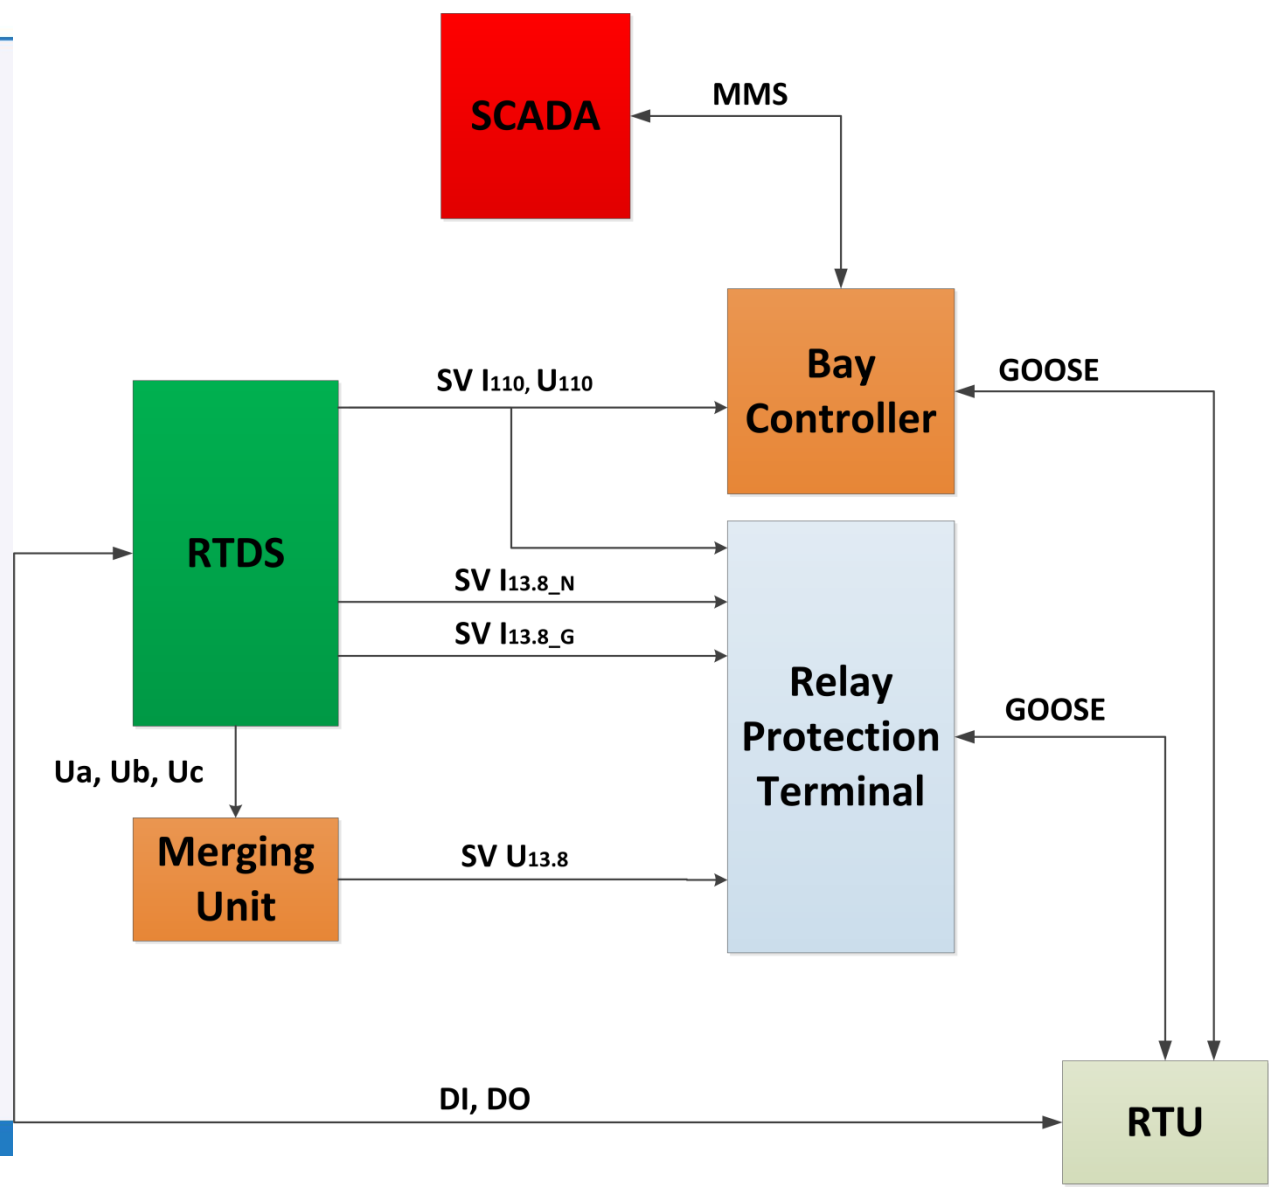 SCADA
MMS
Bay
Controller
GOOSE
SV I110, U110
RTDS
SV I13.8_N
SV I13.8_G
Relay
Protection
Terminal
GOOSE
Ua, Ub, Uc
Merging
Unit
SV U13.8
DI, DO
RTU